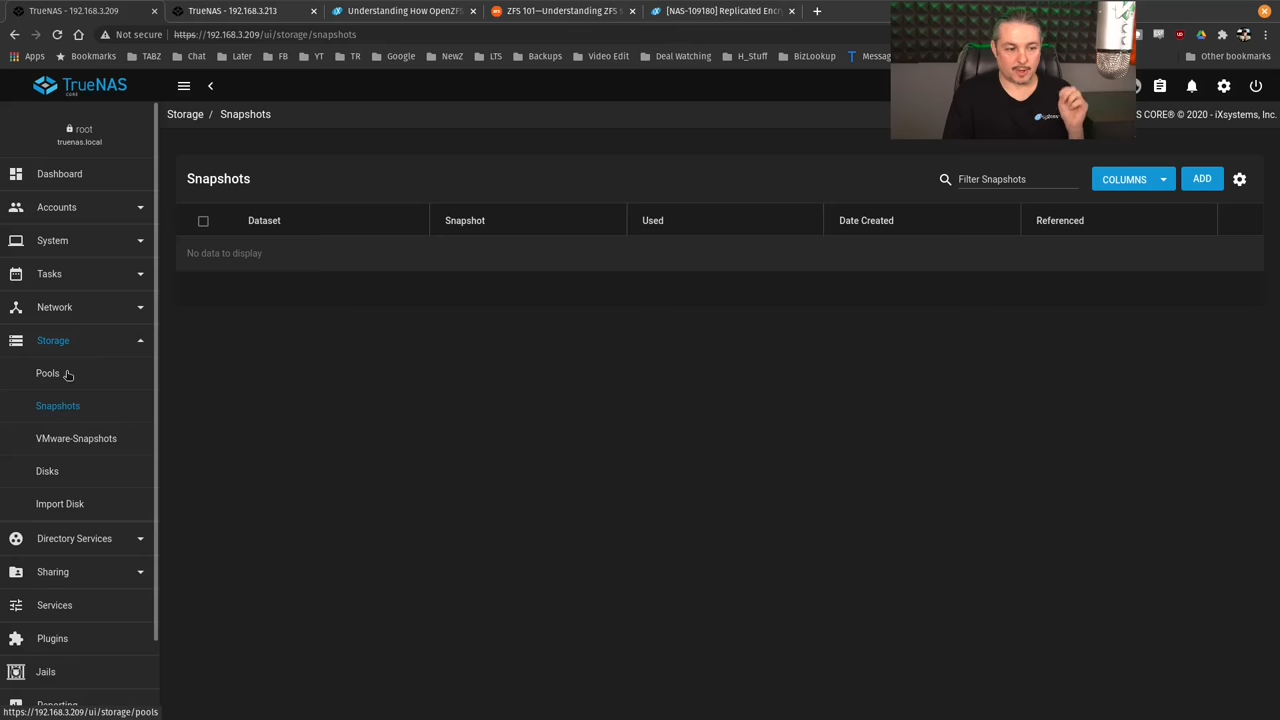 TrueNAS - 192.168.3.209
TrueNAS - 192.168.3.213
Understanding How OpenZFS
ZFS 101—Understanding ZFS s
[NAS-109180] Replicated Encr
Not secure
https://192.168.3.209/ui/storage/snapshots
Apps
Bookmarks
TABZ
Chat
Later
FB
YT
TR
NewZ
LTS
Backups
Video Edit
Deal Watching
H_Stuff
BizLookup
Messag
Other bookmarks
TrueNAS
CORE
S CORE® © 2020 - iXsystems, Inc.
root
truenas.local
Storage / Snapshots
Dashboard
Accounts
System
Tasks
Network
Storage
Pools
Snapshots
VMware-Snapshots
Disks
Import Disk
Directory Services
Sharing
Services
Plugins
Jails
Reporting
Snapshots
Filter Snapshots
COLUMNS
ADD
Dataset
Snapshot
Used
Date Created
Referenced
No data to display
https://192.168.3.209/ui/storage/pools